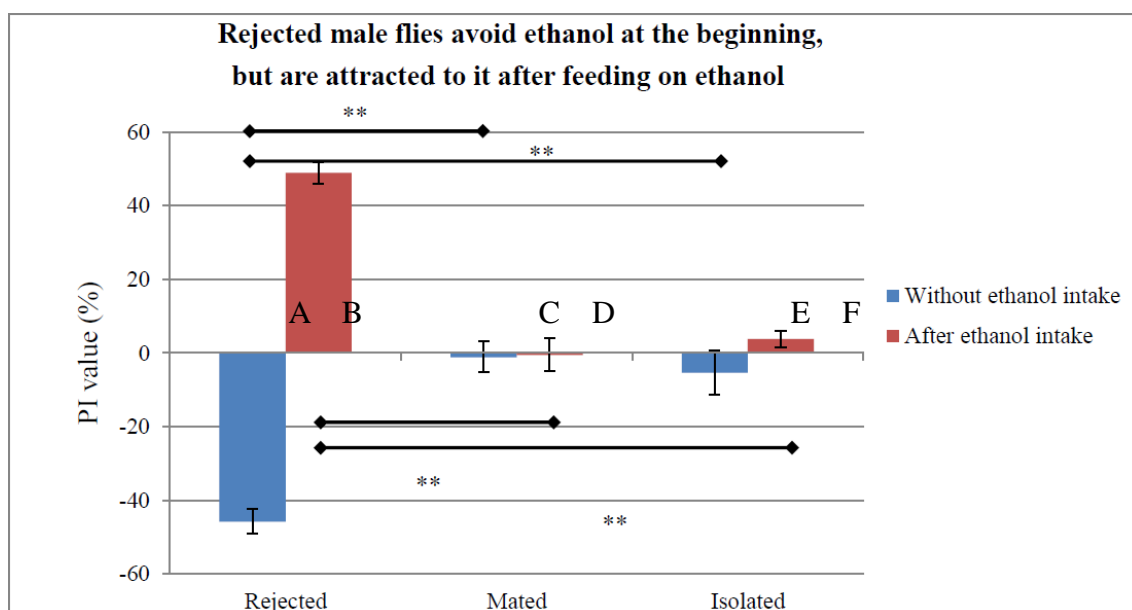 Rejected male flies avoid ethanol at the beginning,
but are attracted to it after feeding on ethanol
**
60
**
40
20
A B C D E F
Without ethanol intake
After ethanol intake
0
PI value (%)
-20
**
-40
**
-60
Rejected Mated Isolated